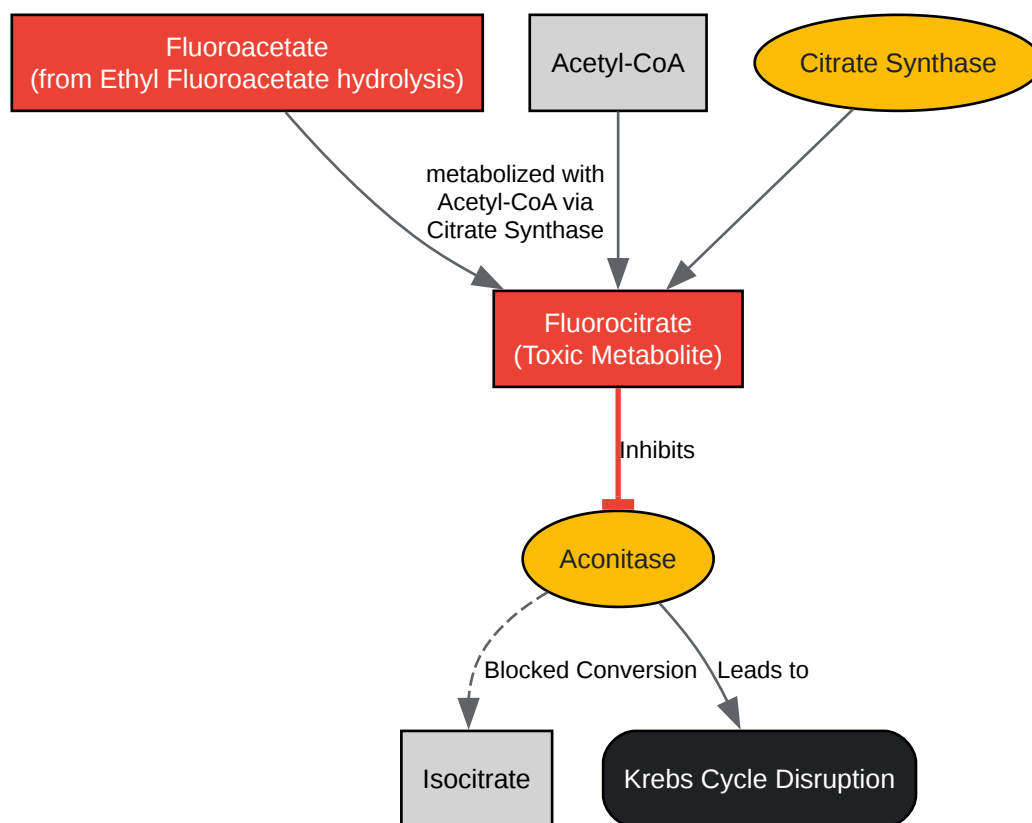 Fluoroacetate
(from Ethyl Fluoroacetate hydrolysis)
Acetyl-CoA
Citrate Synthase
metabolized with
Acetyl-CoA via
Citrate Synthase
Fluorocitrate
(Toxic Metabolite)
Inhibits
Aconitase
Blocked Conversion
Leads to
Isocitrate
Krebs Cycle Disruption